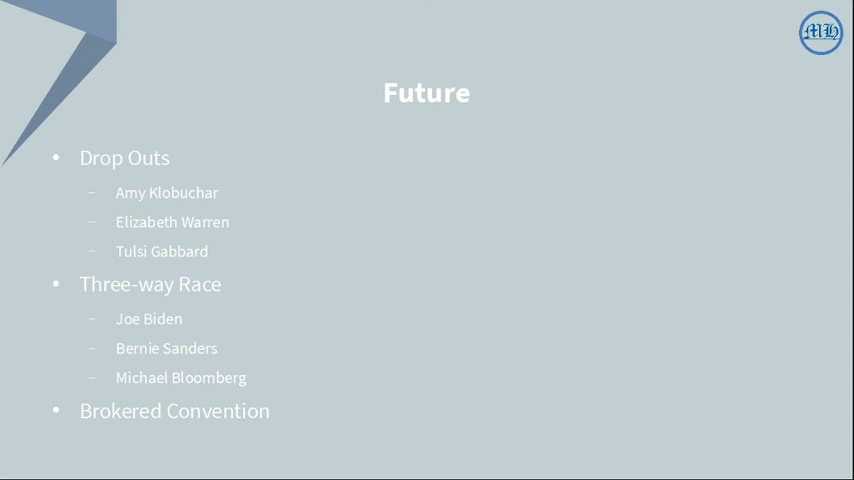 MH
Future
• Drop Outs
– Amy Klobuchar
– Elizabeth Warren
– Tulsi Gabbard
• Three-way Race
– Joe Biden
– Bernie Sanders
– Michael Bloomberg
• Brokered Convention